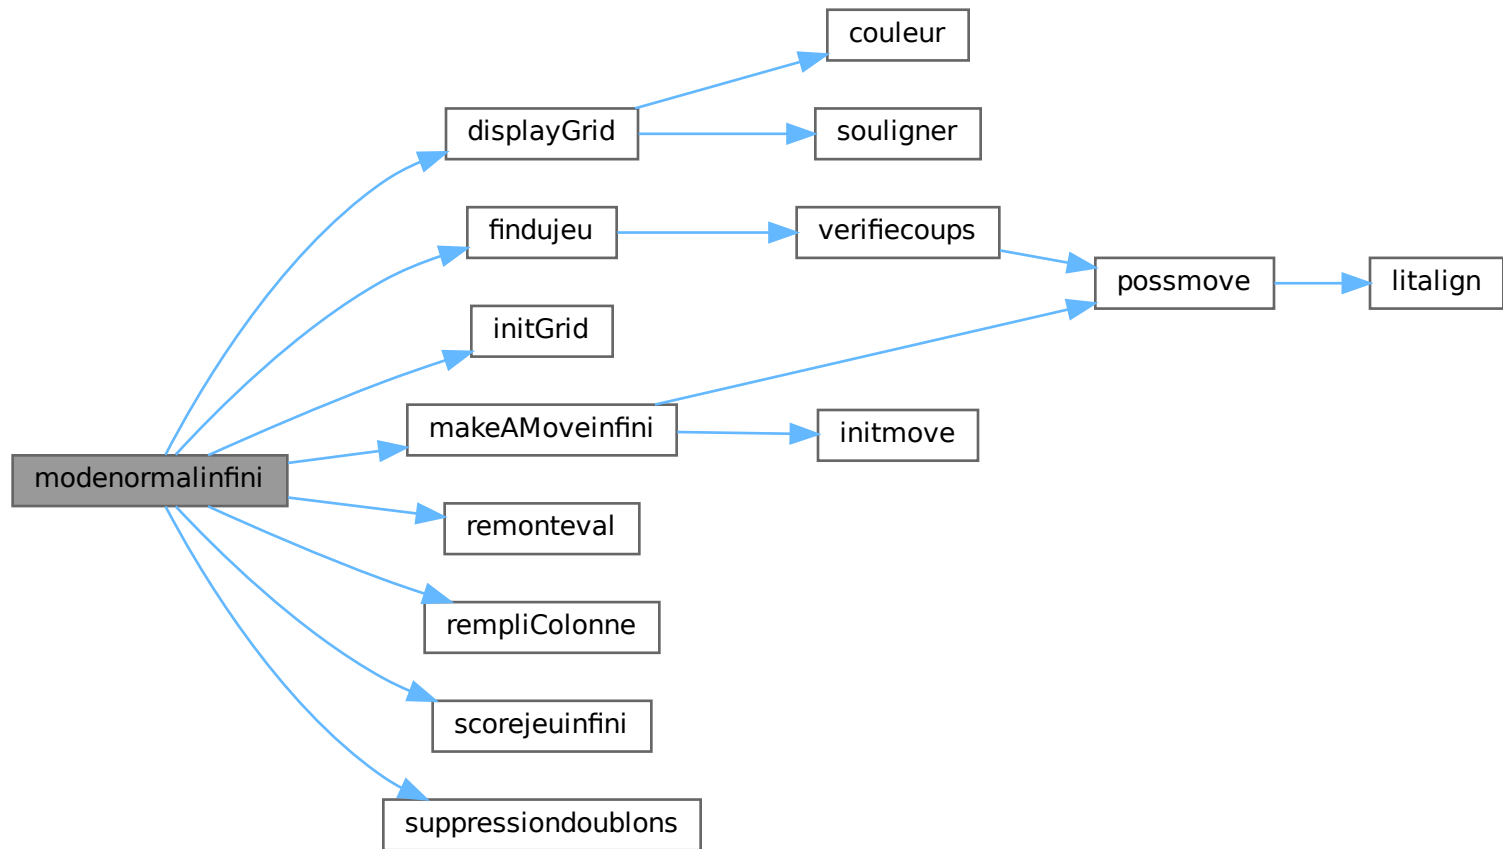 couleur
displayGrid
souligner
findujeu
verifiecoups
possmove
litalign
initGrid
makeAMoveinfini
initmove
modenormalinfini
remonteval
rempliColonne
scorejeuinfini
suppressiondoublons